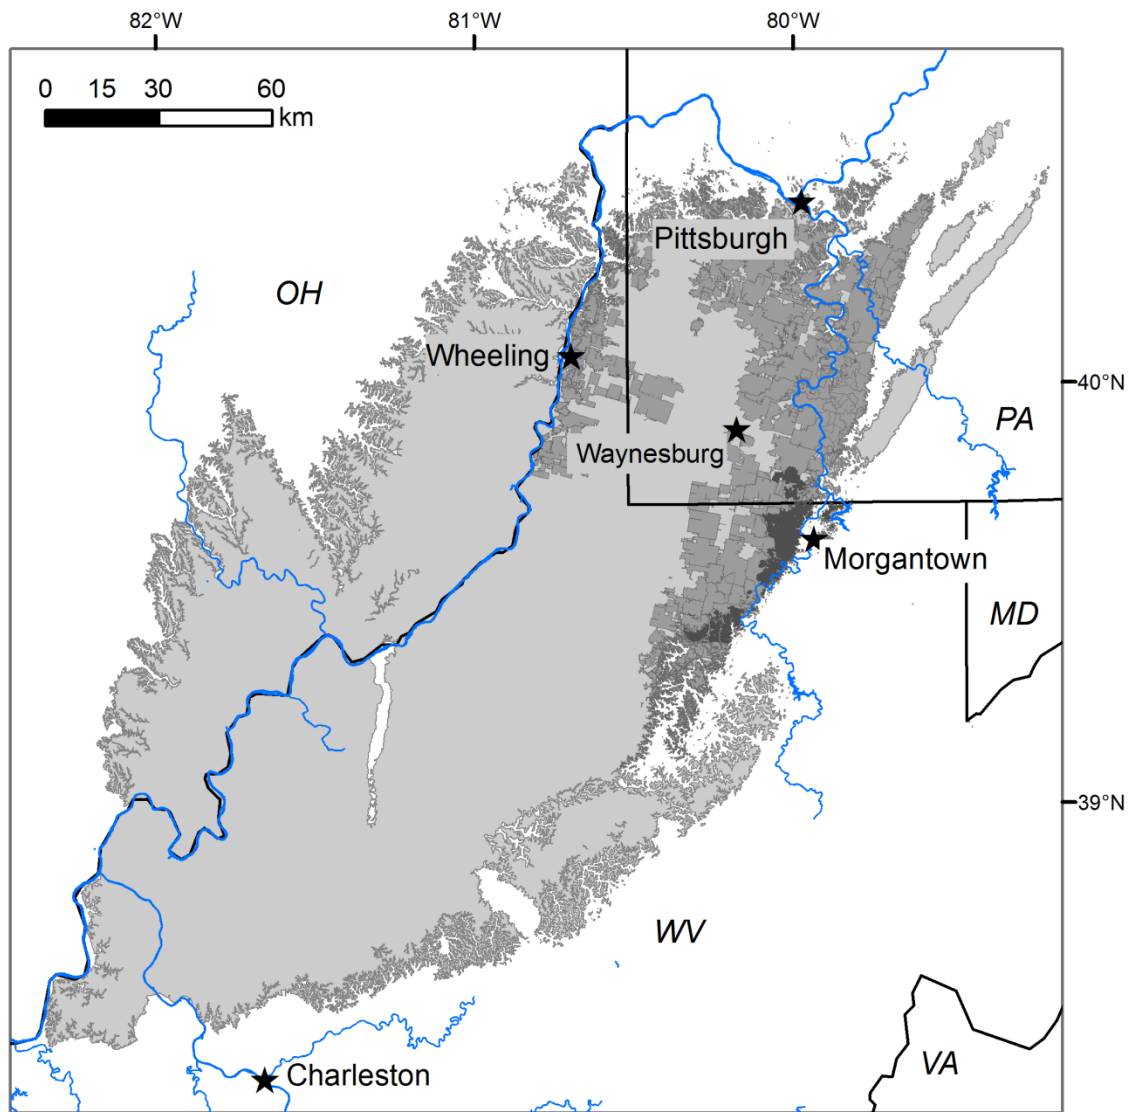 82°W 81°W 80°W
0 15 30 60
km
Pittsburgh
OH
Wheeling
40°N
PA
Waynesburg
Morgantown
MD
39°N
WV
VA
Charleston